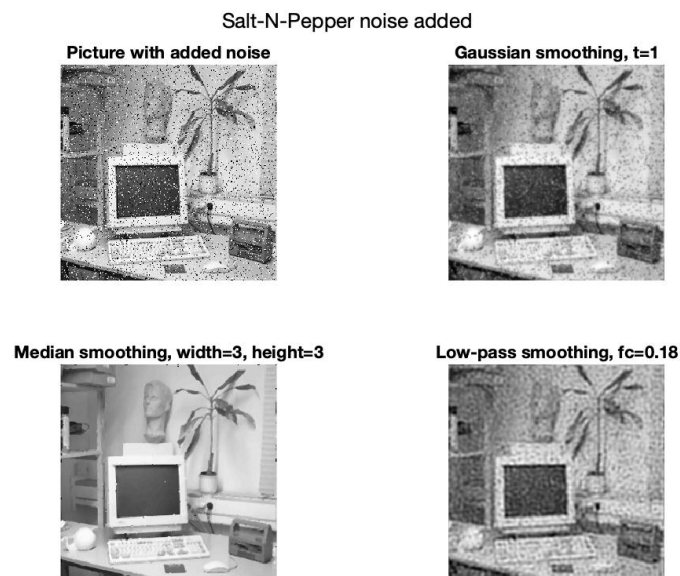 Salt-N-Pepper noise added
Picture with added noise
Gaussian smoothing, t=1
Median smoothing, width=3, height=3
Low-pass smoothing, fc=0.18